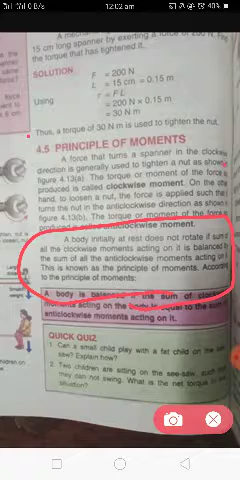 0 B/s
12:02 am
40%
15 cm long spanner by exerting a force of 200 N. Find
the torque that has tightened it.
SOLUTION
F = 200 N
L = 15 cm = 0.15 m
Using
τ = F L
= 200 N × 0.15 m
= 30 N m
Thus, a torque of 30 N m is used to tighten the nut.
4.5 PRINCIPLE OF MOMENTS
A force that turns a spanner in the clockwise
direction is generally used to tighten a nut as shown
figure 4.13(a). The torque or moment of the force
produced is called clockwise moment. On the
hand, to loosen a nut, the force is applied such
turns the nut in the anticlockwise direction as shown
figure 4.13(b). The torque or moment of the force
produced is called anticlockwise moment.
A body initially at rest does not rotate if sum
all the clockwise moments acting on it is balanced by
the sum of all the anticlockwise moments acting on
This is known as the principle of moments. According
to the principle of moments:
A body is balanced if the sum of
moments acting on the body is equal to the sum
anticlockwise moments acting on it.
QUICK QUIZ
1. Can a small child play with a fat child on the
saw? Explain how?
2. Two children are sitting on the see-saw, such
they can not swing. What is the net torque
situation?
weight